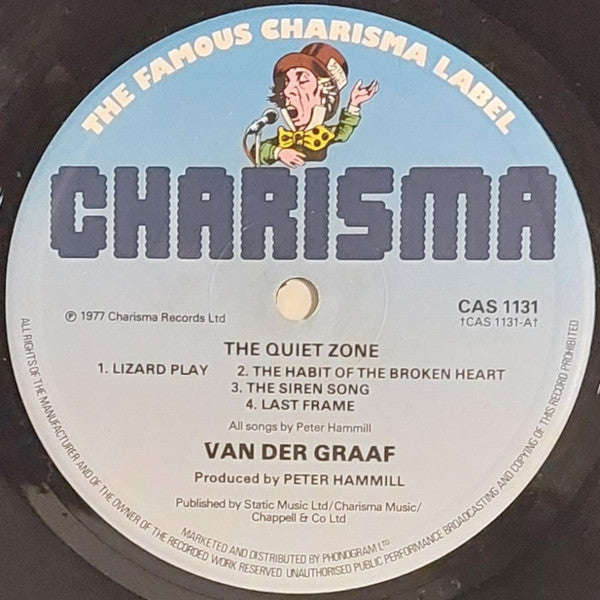 THE FAMOUS CHARISMA LABEL
CHARISMA
℗ 1977 Charisma Records Ltd
CAS 1131
†CAS 1131-A†
THE QUIET ZONE
1. LIZARD PLAY 2. THE HABIT OF THE BROKEN HEART
3. THE SIREN SONG
4. LAST FRAME
All songs by Peter Hammill
VAN DER GRAAF
Produced by PETER HAMMILL
Published by Static Music Ltd/Charisma Music/
Chappell & Co Ltd
MARKETED AND DISTRIBUTED BY PHONOGRAM LTD
ALL RIGHTS OF THE MANUFACTURER AND OF THE OWNER OF THE RECORDED WORK RESERVED. UNAUTHORISED PUBLIC PERFORMANCE BROADCASTING AND COPYING OF THIS RECORD PROHIBITED